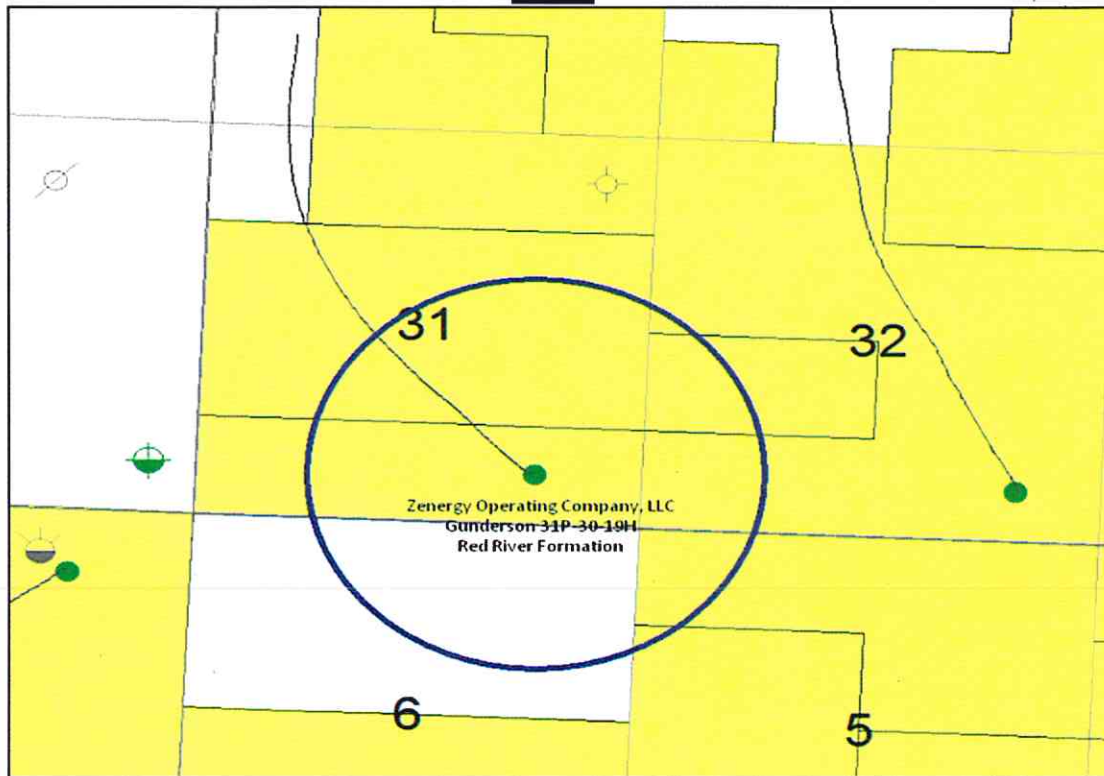 31
32
Zenergy Operating Company, LLC
Gunderson 31P-30-19H
Red River Formation
6
5